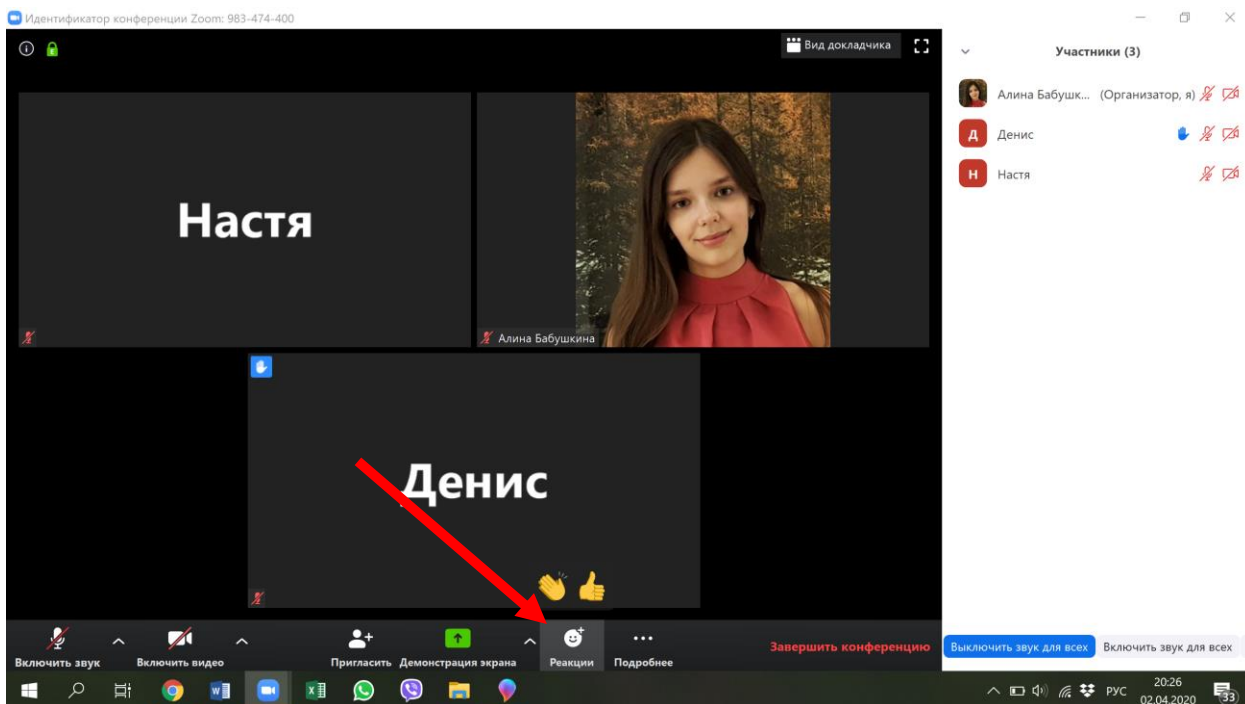 Идентификатор конференции Zoom: 983-474-400
Вид докладчика
Участники (3)
Алина Бабушк... (Организатор, я)
Д Денис
Н Настя
Настя
Алина Бабушкина
Денис
Включить звук
Включить видео
Пригласить
Демонстрация экрана
Реакции
Подробнее
Завершить конференцию
Выключить звук для всех
Включить звук для всех
РУС
20:26
02.04.2020
33